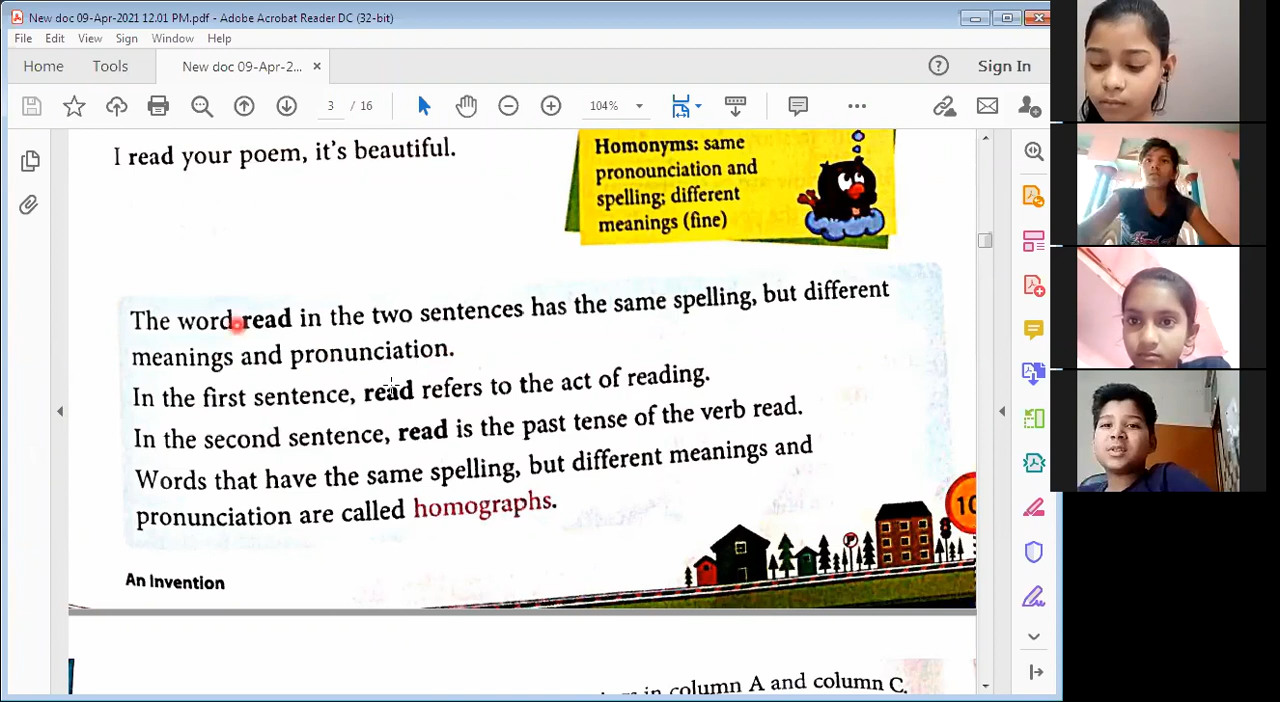 New doc 09-Apr-2021 12.01 PM.pdf - Adobe Acrobat Reader DC (32-bit)
File Edit View Sign Window Help
Home Tools New doc 09-Apr-2... × Sign In
3 / 16 104%
I read your poem, it's beautiful.
Homonyms: same
pronounciation and
spelling; different
meanings (fine)
The word read in the two sentences has the same spelling, but different
meanings and pronunciation.
In the first sentence, read refers to the act of reading.
In the second sentence, read is the past tense of the verb read.
Words that have the same spelling, but different meanings and
pronunciation are called homographs.
10
An Invention
in column A and column C.